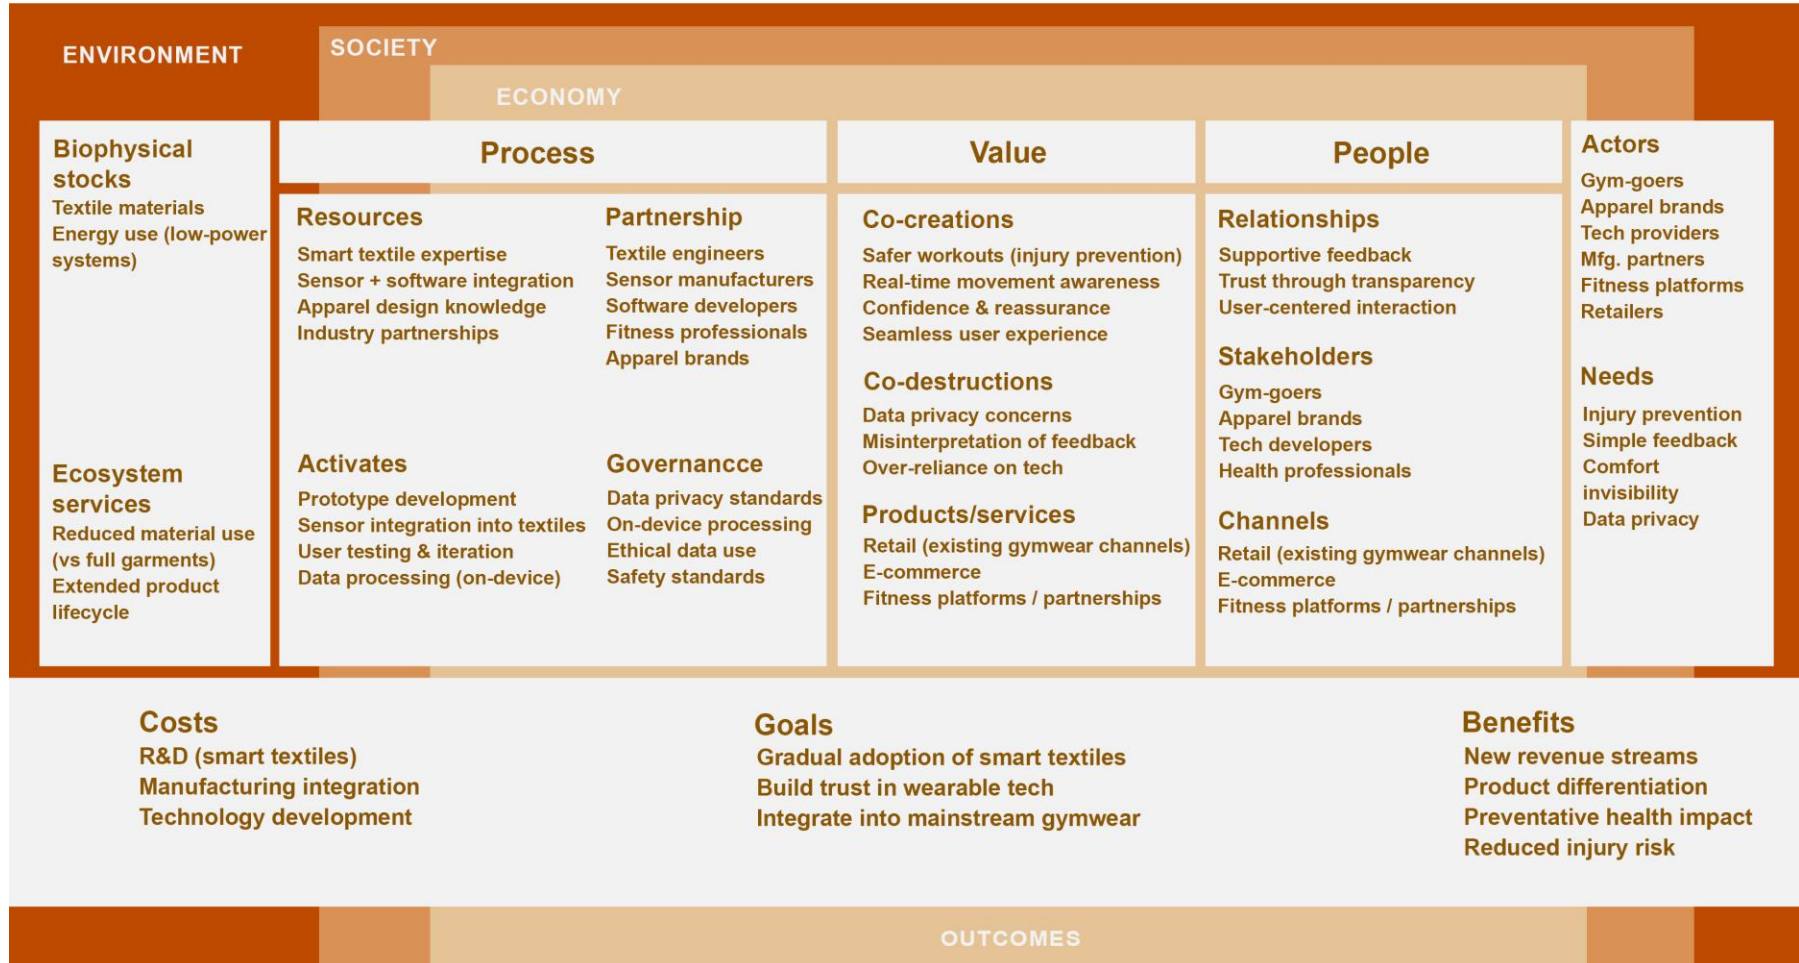 ENVIRONMENT
SOCIETY
ECONOMY
Biophysical
stocks
Textile materials
Energy use (low-power
systems)
Ecosystem
services
Reduced material use
(vs full garments)
Extended product
lifecycle
Process
Resources
Smart textile expertise
Sensor + software integration
Apparel design knowledge
Industry partnerships
Partnership
Textile engineers
Sensor manufacturers
Software developers
Fitness professionals
Apparel brands
Activates
Prototype development
Sensor integration into textiles
User testing & iteration
Data processing (on-device)
Governancce
Data privacy standards
On-device processing
Ethical data use
Safety standards
Value
Co-creations
Safer workouts (injury prevention)
Real-time movement awareness
Confidence & reassurance
Seamless user experience
Co-destructions
Data privacy concerns
Misinterpretation of feedback
Over-reliance on tech
Products/services
Retail (existing gymwear channels)
E-commerce
Fitness platforms / partnerships
People
Relationships
Supportive feedback
Trust through transparency
User-centered interaction
Stakeholders
Gym-goers
Apparel brands
Tech developers
Health professionals
Channels
Retail (existing gymwear channels)
E-commerce
Fitness platforms / partnerships
Actors
Gym-goers
Apparel brands
Tech providers
Mfg. partners
Fitness platforms
Retailers
Needs
Injury prevention
Simple feedback
Comfort
invisibility
Data privacy
Costs
R&D (smart textiles)
Manufacturing integration
Technology development
Goals
Gradual adoption of smart textiles
Build trust in wearable tech
Integrate into mainstream gymwear
Benefits
New revenue streams
Product differentiation
Preventative health impact
Reduced injury risk
OUTCOMES